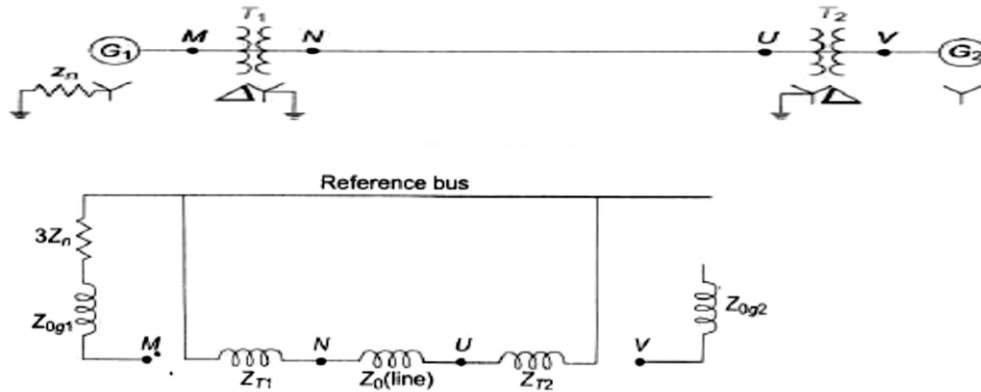 T1 T2
G1 M N U V G2
zn
Reference bus
3Zn
Z0g1 Z0g2
M N U V
ZT1 Z0(line) ZT2